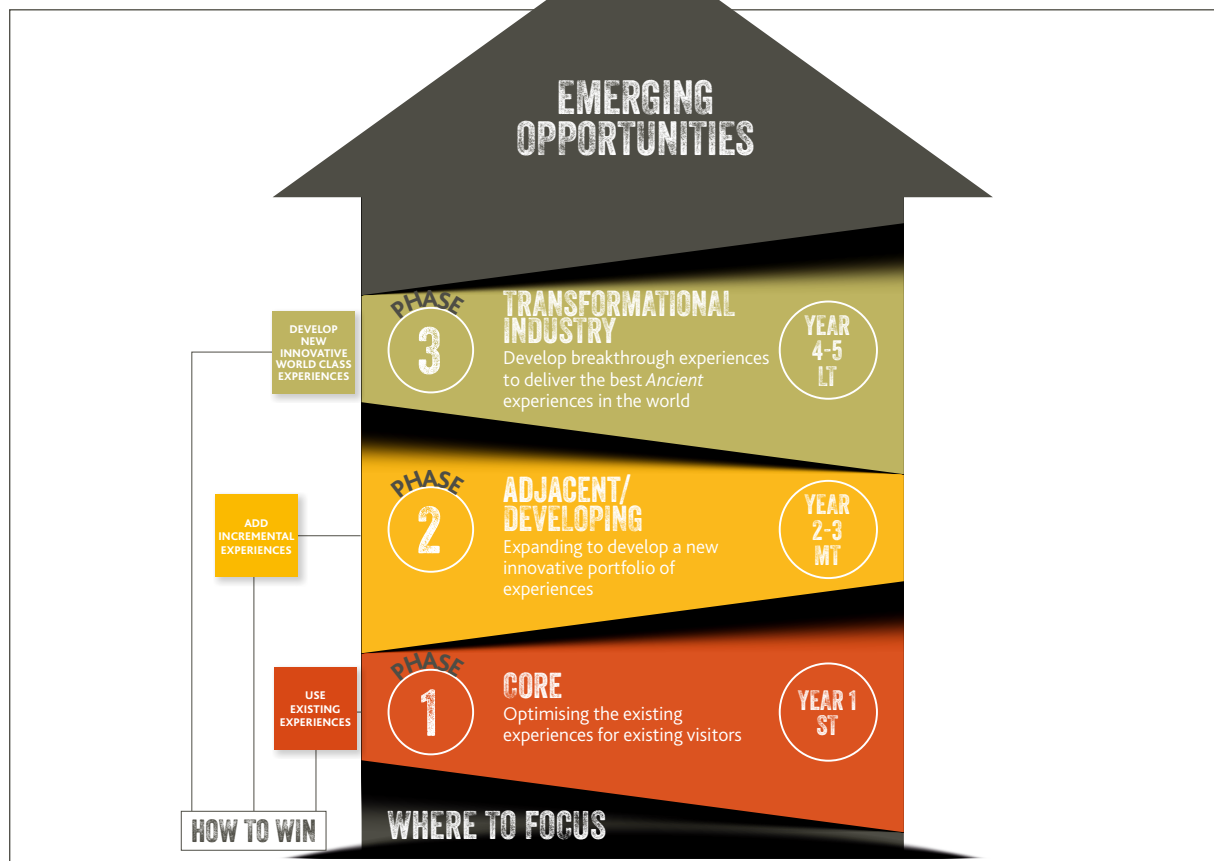 EMERGING
OPPORTUNITIES
DEVELOP
NEW
INNOVATIVE
WORLD CLASS
EXPERIENCES
PHASE
3
TRANSFORMATIONAL
INDUSTRY
Develop breakthrough experiences
to deliver the best Ancient
experiences in the world
YEAR
4-5
LT
ADD
INCREMENTAL
EXPERIENCES
PHASE
2
ADJACENT/
DEVELOPING
Expanding to develop a new
innovative portfolio of
experiences
YEAR
2-3
MT
USE
EXISTING
EXPERIENCES
PHASE
1
CORE
Optimising the existing
experiences for existing visitors
YEAR 1
ST
HOW TO WIN
WHERE TO FOCUS